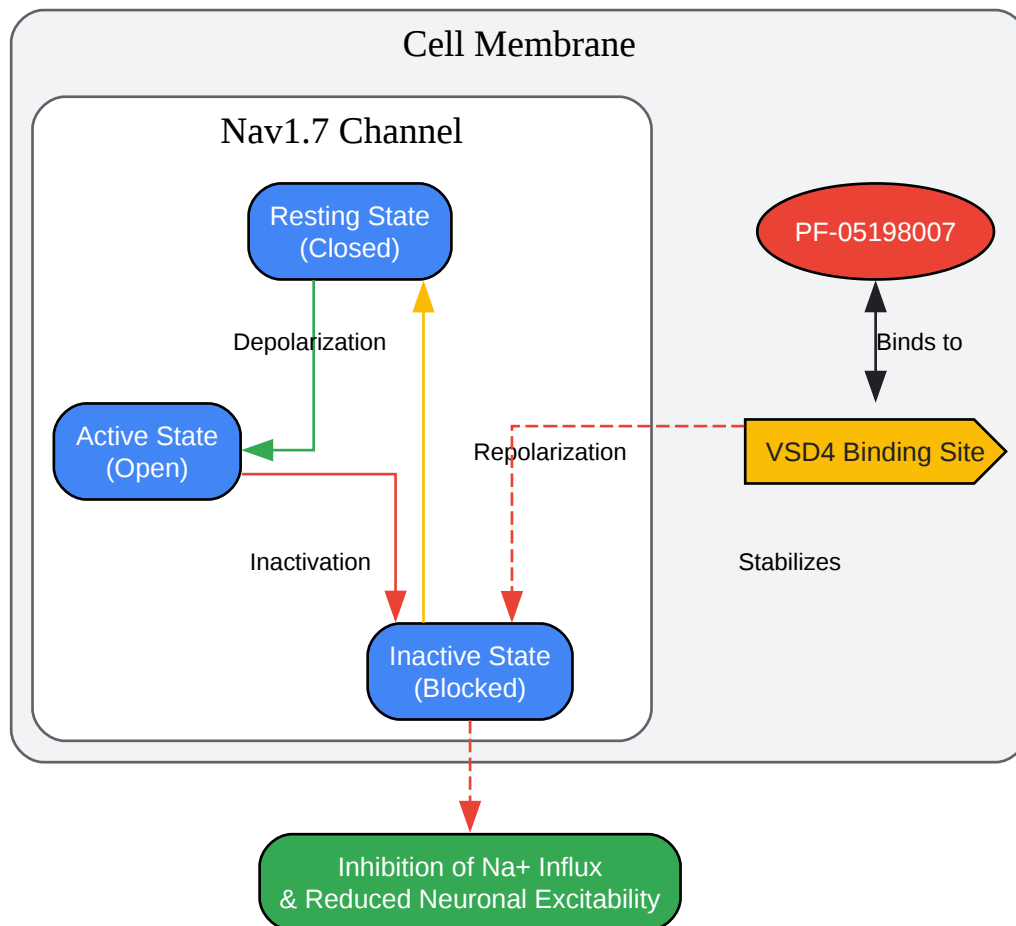 Cell Membrane
Nav1.7 Channel
Resting State
(Closed)
PF-05198007
Depolarization
Binds to
Active State
(Open)
Repolarization
VSD4 Binding Site
Inactivation
Stabilizes
Inactive State
(Blocked)
Inhibition of Na+ Influx
& Reduced Neuronal Excitability